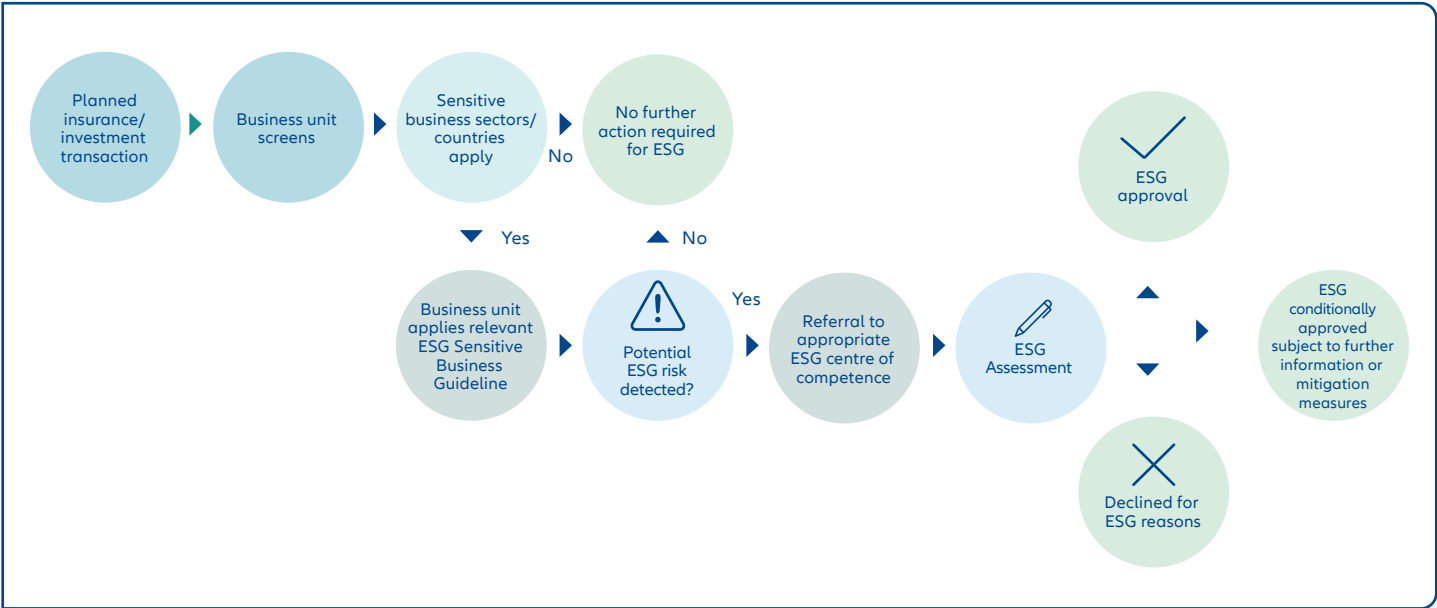 Planned
insurance/
investment
transaction
Business unit
screens
Sensitive
business sectors/
countries
apply
No
No further
action required
for ESG
Yes
No
Business unit
applies relevant
ESG Sensitive
Business
Guideline
Potential
ESG risk
detected?
Yes
Referral to
appropriate
ESG centre of
competence
ESG
Assessment
ESG
approval
ESG
conditionally
approved
subject to further
information or
mitigation
measures
Declined for
ESG reasons